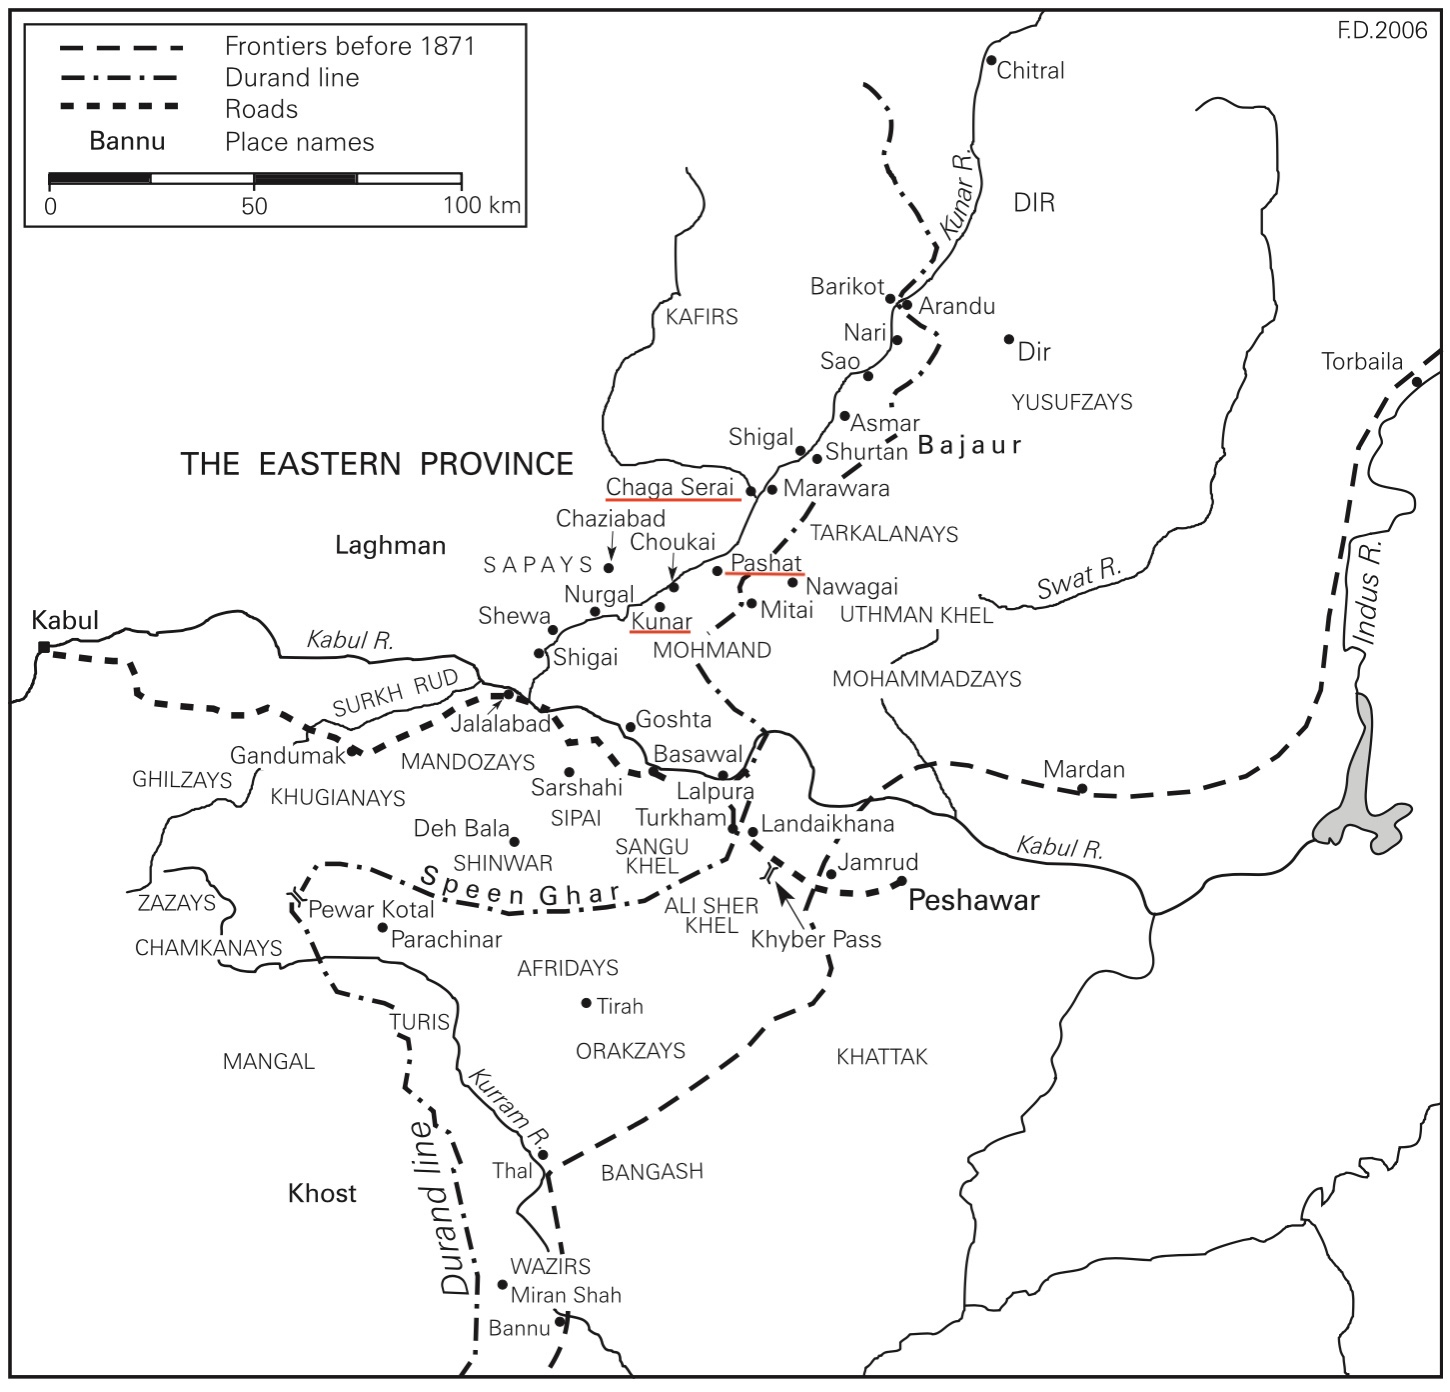 F.D.2006
Frontiers before 1871
Durand line
Roads
Bannu Place names
0 50 100 km
Chitral
Kunar R.
DIR
Barikot
Arandu
KAFIRS
Nari
Dir
Sao
Torbaila
YUSUFZAYS
Asmar
Shigal
Bajaur
Shurtan
THE EASTERN PROVINCE
Chaga Serai
Marawara
Chaziabad
TARKALANAYS
Laghman
Choukai
SAPAYS
Pashat
Swat R.
Indus R.
Nawagai
Nurgal
Mitai
UTHMAN KHEL
Shewa
Kunar
Kabul
Kabul R.
MOHMAND
Shigai
MOHAMMADZAYS
SURKH RUD
Jalalabad
Goshta
Gandumak
Basawal
MANDOZAYS
Mardan
GHILZAYS
Sarshahi
Lalpura
KHUGIANAYS
SIPAI
Turkham
Landaikhana
Deh Bala
SANGU
KHEL
Kabul R.
SHINWAR
Jamrud
Speen Ghar
Peshawar
ZAZAYS
Pewar Kotal
ALI SHER
KHEL
Parachinar
Khyber Pass
CHAMKANAYS
AFRIDAYS
Tirah
TURIS
ORAKZAYS
KHATTAK
MANGAL
Kurram R.
Durand line
Thal
BANGASH
Khost
WAZIRS
Miran Shah
Bannu